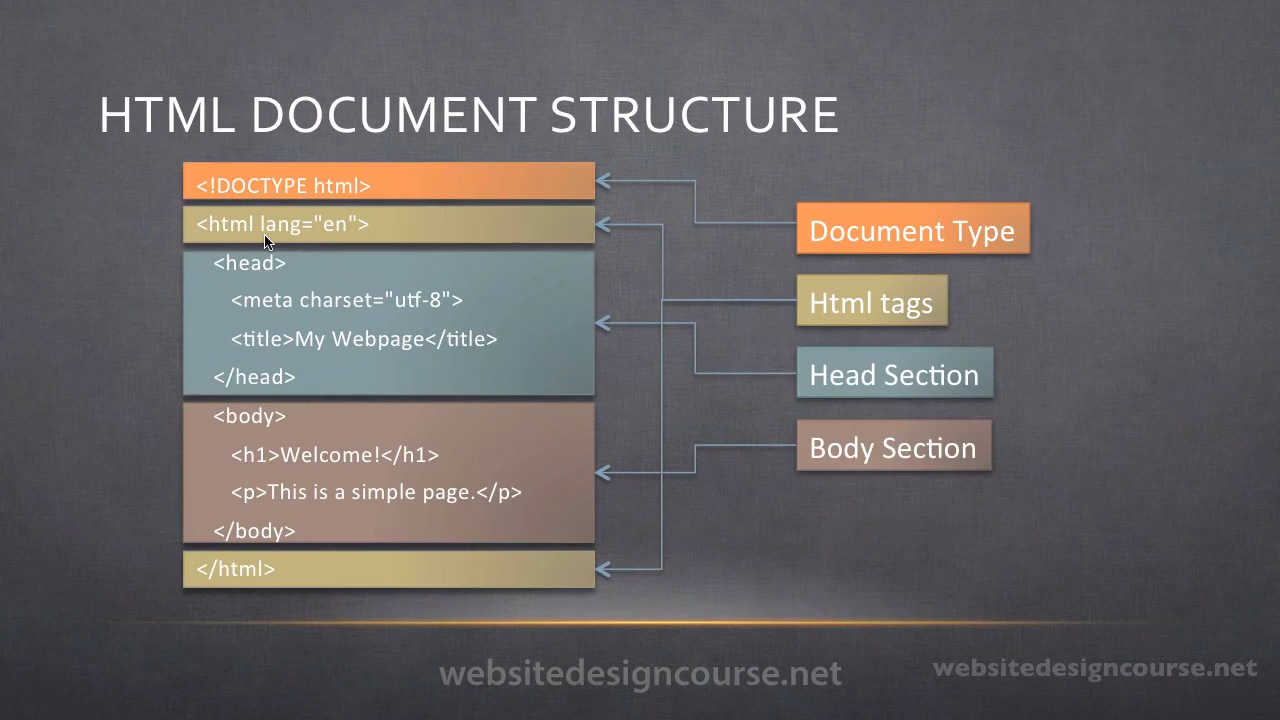 HTML DOCUMENT STRUCTURE
<!DOCTYPE html>
<html lang="en">
<head>
<meta charset="utf-8">
<title>My Webpage</title>
</head>
<body>
<h1>Welcome!</h1>
<p>This is a simple page.</p>
</body>
</html>
Document Type
Html tags
Head Section
Body Section
websitedesigncourse.net
websitedesigncourse.net